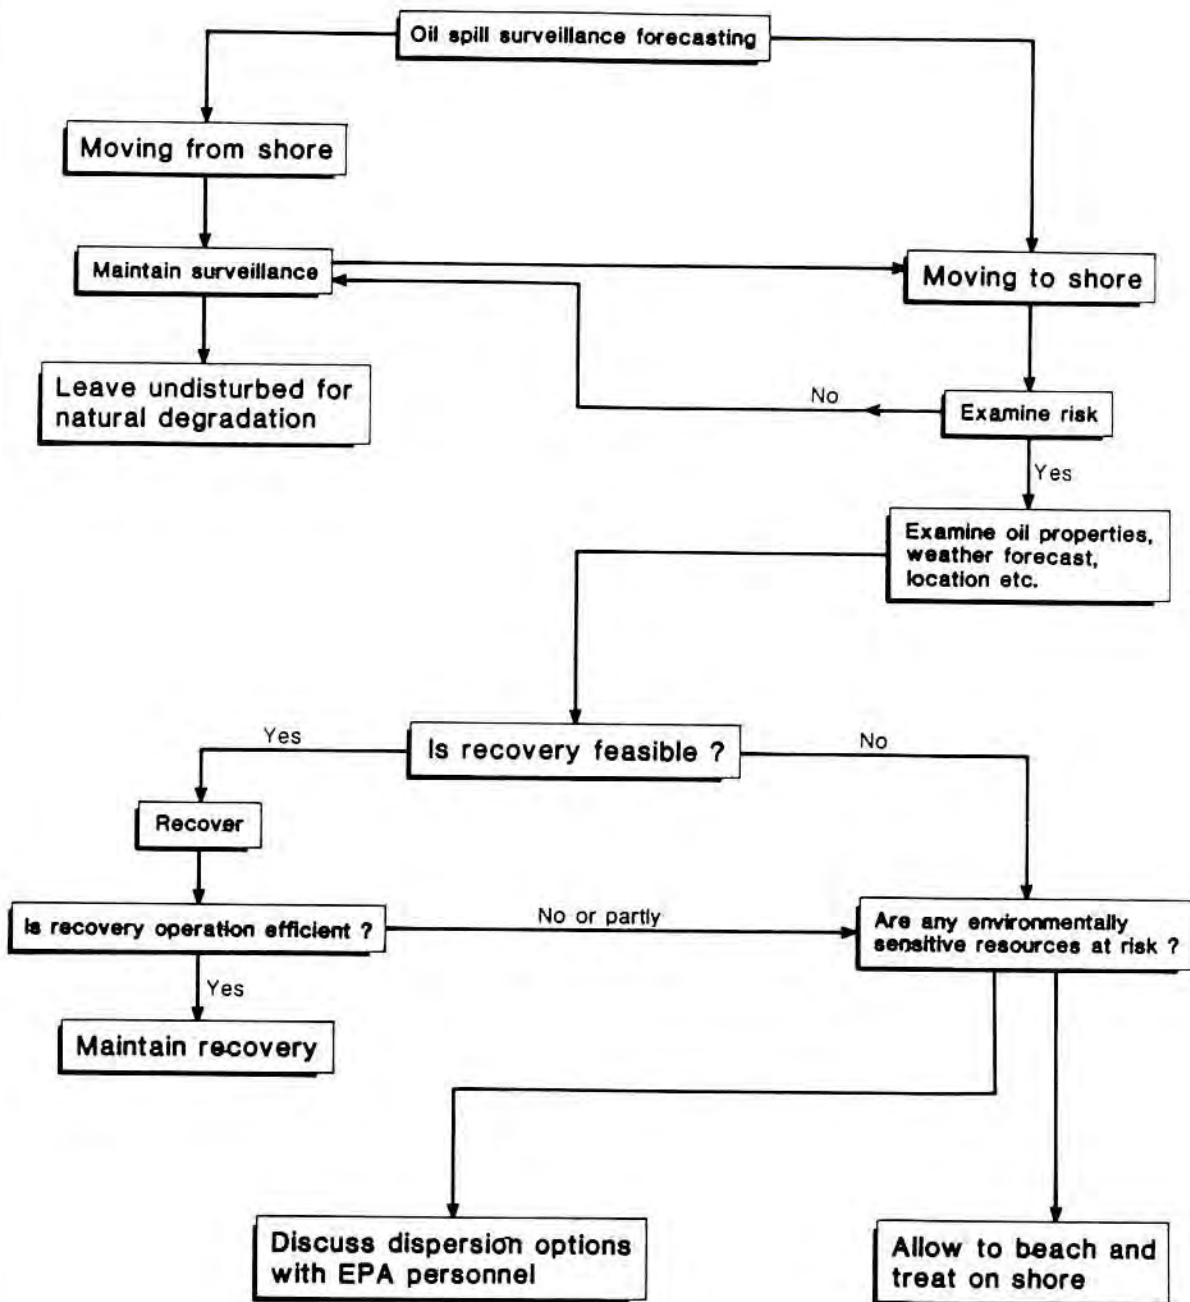 Oil spill surveillance forecasting
Moving from shore
Maintain surveillance
Moving to shore
Leave undisturbed for
natural degradation
No
Examine risk
Yes
Examine oil properties,
weather forecast,
location etc.
Yes
Is recovery feasible ?
No
Recover
Is recovery operation efficient ?
No or partly
Are any environmentally
sensitive resources at risk ?
Yes
Maintain recovery
Discuss dispersion options
with EPA personnel
Allow to beach and
treat on shore